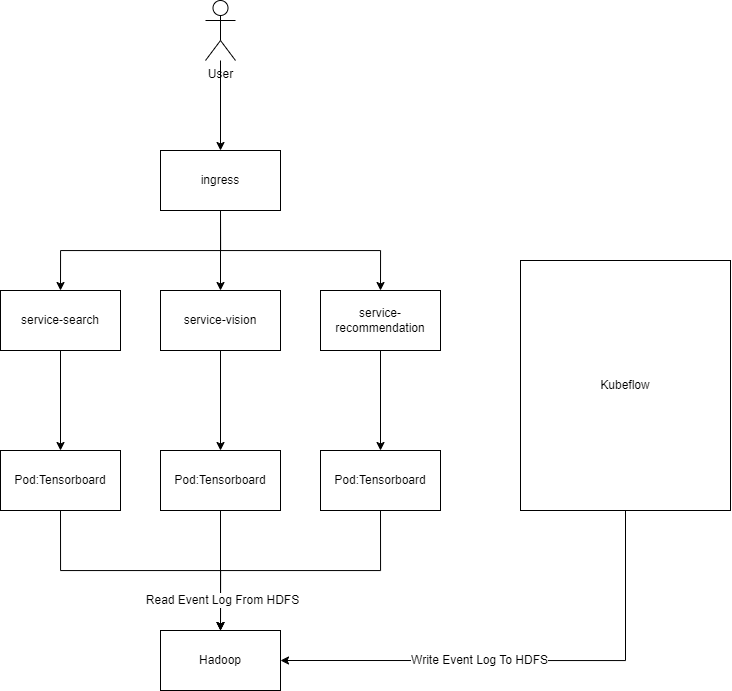 User
ingress
service-search
service-vision
service-
recommendation
Kubeflow
Pod:Tensorboard
Pod:Tensorboard
Pod:Tensorboard
Read Event Log From HDFS
Hadoop
Write Event Log To HDFS